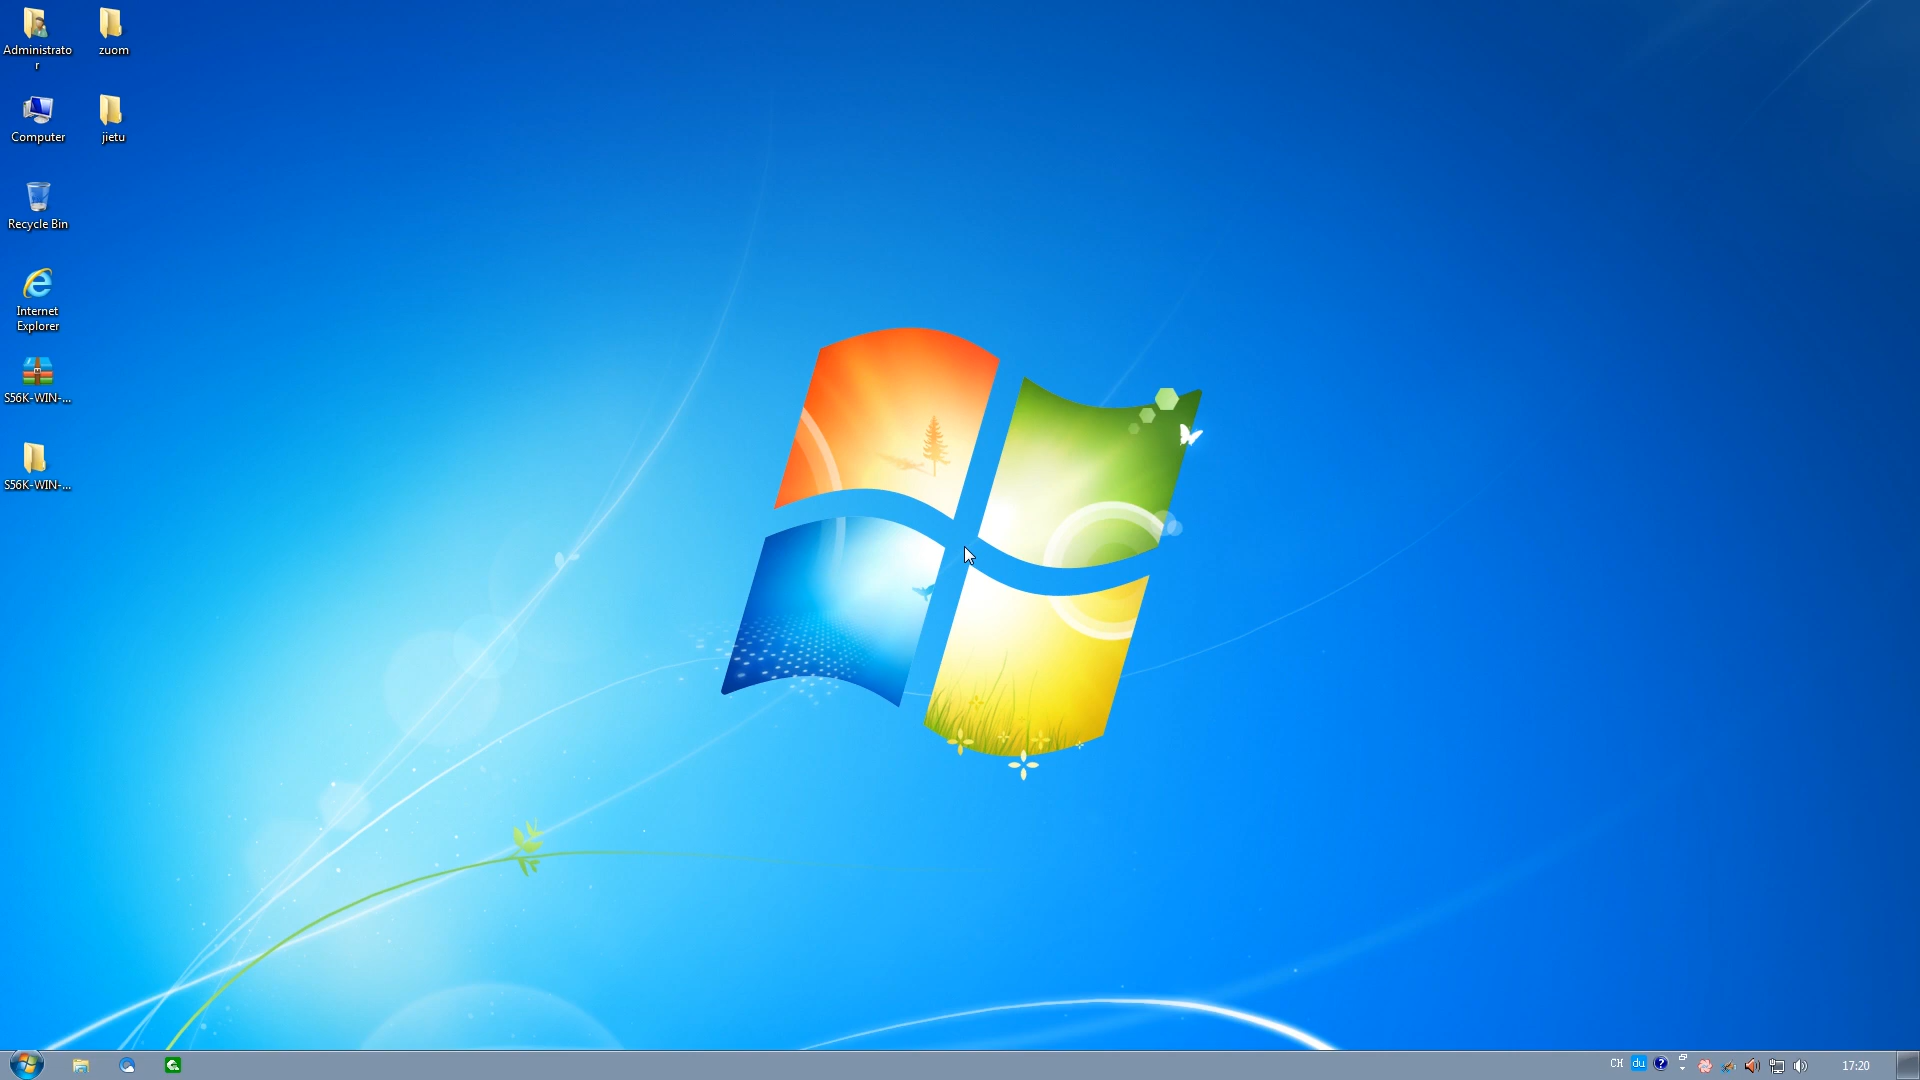 Administrato
r
zuom
Computer
jietu
Recycle Bin
Internet
Explorer
S56K-WIN-...
S56K-WIN-...
CH
du
?
17:20